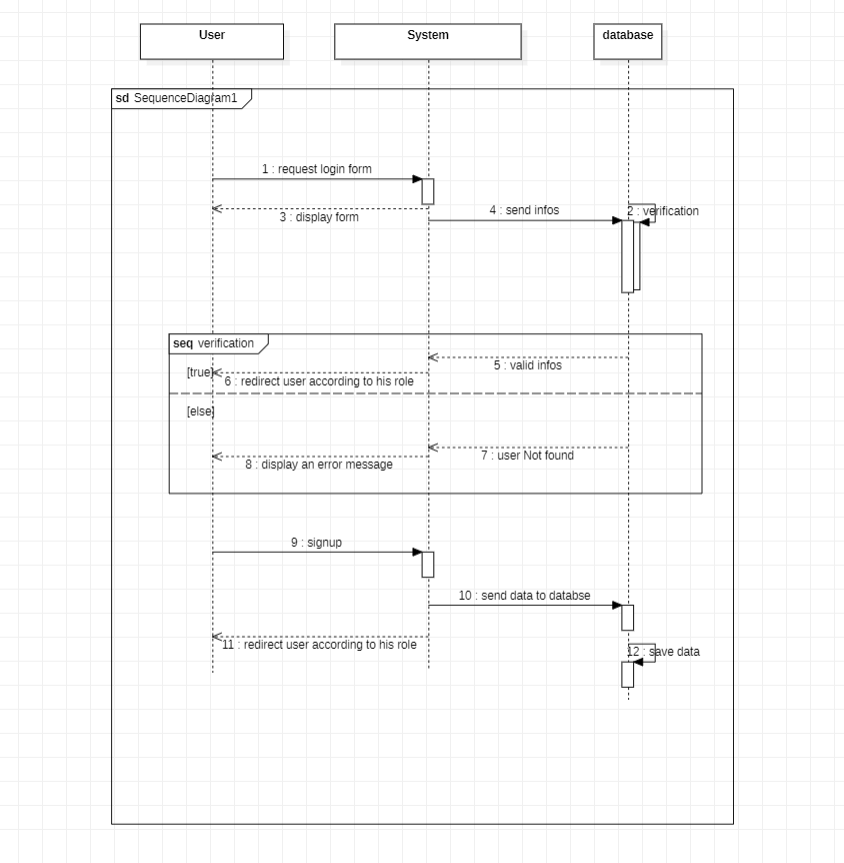 User
System
database
sd SequenceDiagram1
1 : request login form
3 : display form
4 : send infos
2 : verification
seq verification
5 : valid infos
[true]
6 : redirect user according to his role
[else]
7 : user Not found
8 : display an error message
9 : signup
10 : send data to databse
11 : redirect user according to his role
12 : save data